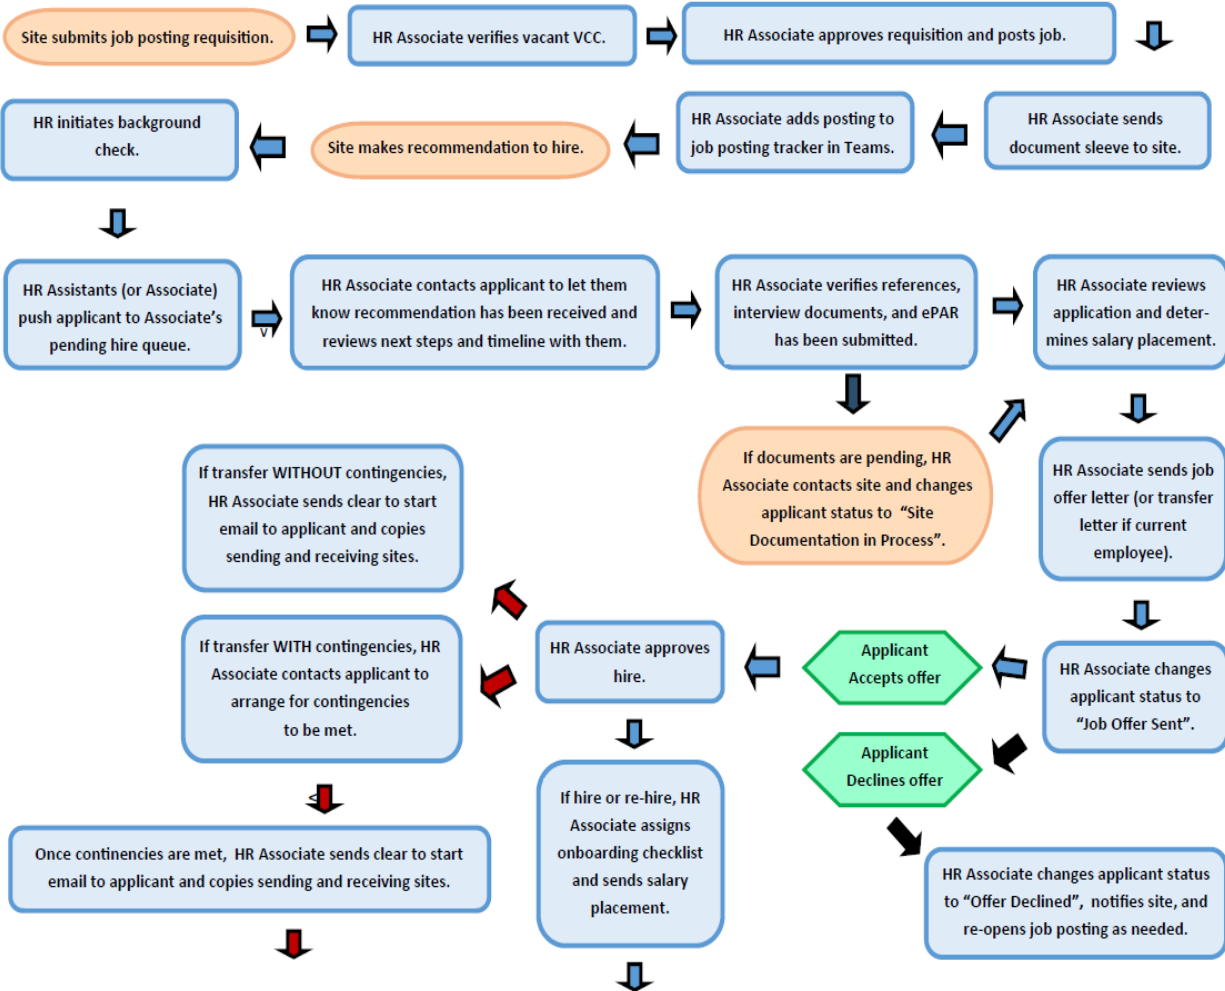 Site submits job posting requisition.
HR Associate verifies vacant VCC.
HR Associate approves requisition and posts job.
HR Associate sends
document sleeve to site.
HR Associate adds posting to
job posting tracker in Teams.
Site makes recommendation to hire.
HR initiates background
check.
HR Assistants (or Associate)
push applicant to Associate's
pending hire queue.
v
HR Associate contacts applicant to let them
know recommendation has been received and
reviews next steps and timeline with them.
HR Associate verifies references,
interview documents, and ePAR
has been submitted.
HR Associate reviews
application and deter-
mines salary placement.
If documents are pending, HR
Associate contacts site and changes
applicant status to "Site
Documentation in Process".
HR Associate sends job
offer letter (or transfer
letter if current
employee).
HR Associate changes
applicant status to
"Job Offer Sent".
Applicant
Accepts offer
Applicant
Declines offer
HR Associate changes applicant status
to "Offer Declined", notifies site, and
re-opens job posting as needed.
HR Associate approves
hire.
If transfer WITHOUT contingencies,
HR Associate sends clear to start
email to applicant and copies
sending and receiving sites.
If transfer WITH contingencies, HR
Associate contacts applicant to
arrange for contingencies
to be met.
<
Once continencies are met, HR Associate sends clear to start
email to applicant and copies sending and receiving sites.
If hire or re-hire, HR
Associate assigns
onboarding checklist
and sends salary
placement.